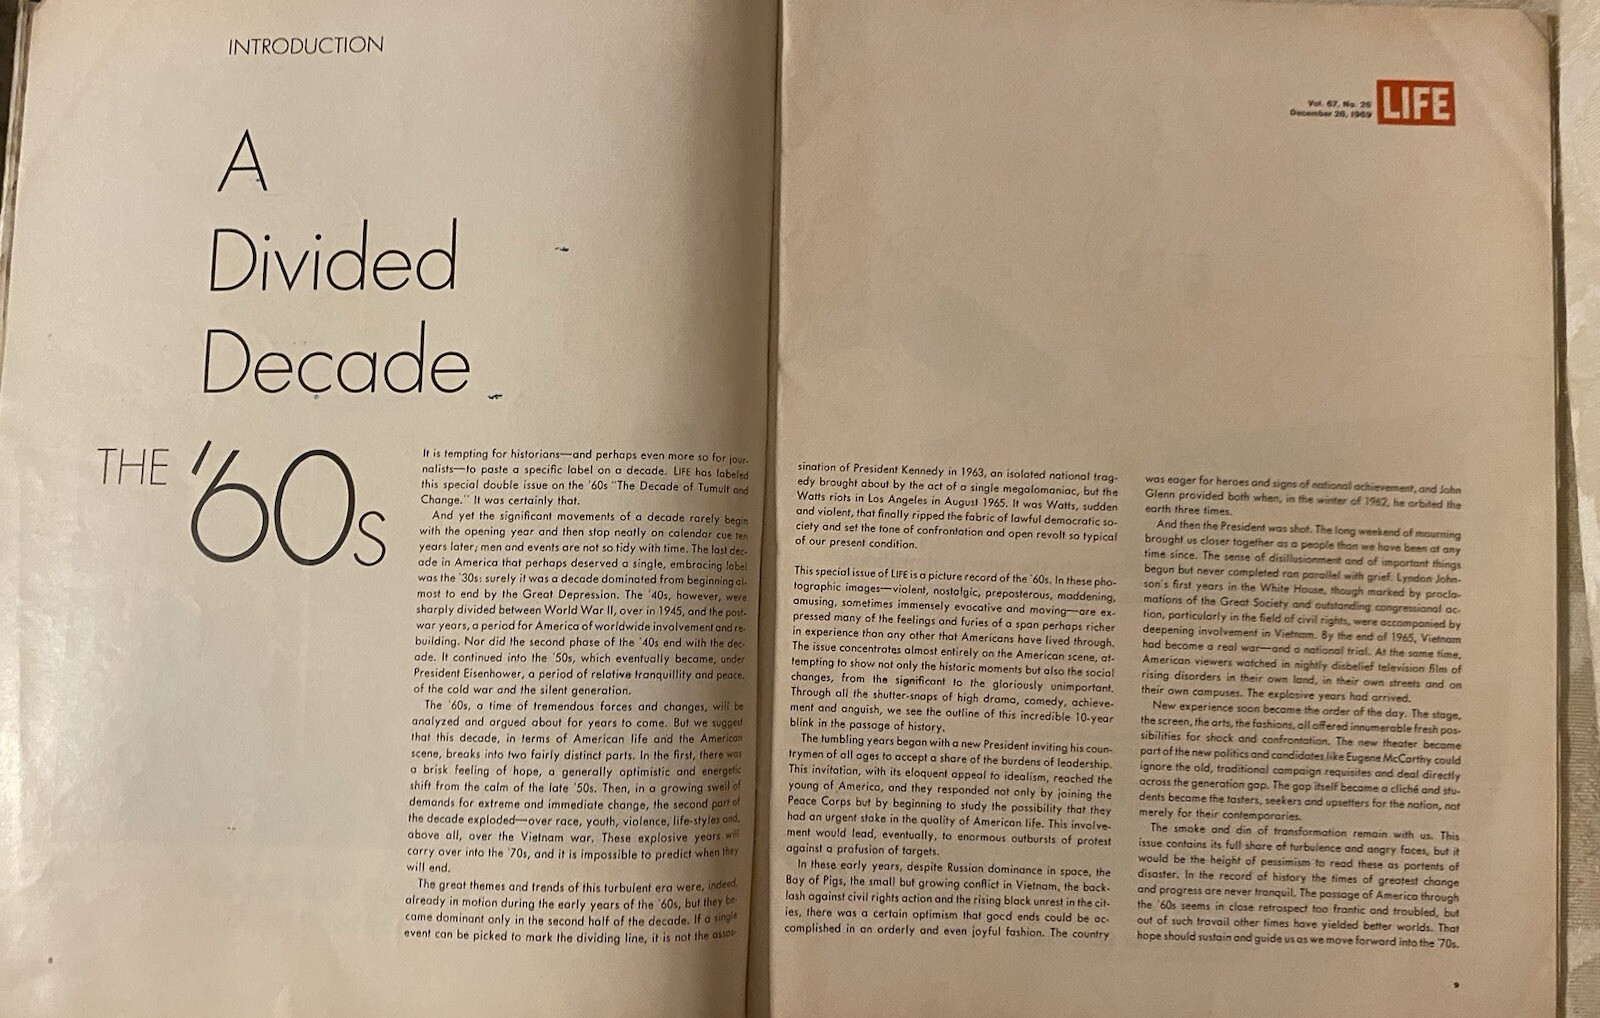 INTRODUCTION
A
Divided
Decade
THE '60s
It is tempting for historians—and perhaps even more so for jour-
nalists—to paste a specific label on a decade. LIFE has labeled
this special double issue on the '60s "The Decade of Tumult and
Change." It was certainly that.
And yet the significant movements of a decade rarely begin
with the opening year and then stop neatly on calendar cue ten
years later; men and events are not so tidy with time. The last dec-
ade in America that perhaps deserved a single, embracing label
was the '30s: surely it was a decade dominated from beginning al-
most to end by the Great Depression. The '40s, however, were
sharply divided between World War II, over in 1945, and the post-
war years, a period for America of worldwide involvement and re-
building. Nor did the second phase of the '40s end with the dec-
ade. It continued into the '50s, which eventually became, under
President Eisenhower, a period of relative tranquillity and peace,
of the cold war and the silent generation.
The '60s, a time of tremendous forces and changes, will be
analyzed and argued about for years to come. But we suggest
that this decade, in terms of American life and the American
scene, breaks into two fairly distinct parts. In the first, there was
a brisk feeling of hope, a generally optimistic and energetic
shift from the calm of the late '50s. Then, in a growing swell of
demands for extreme and immediate change, the second part of
the decade exploded—over race, youth, violence, life-styles and,
above all, over the Vietnam war. These explosive years will
carry over into the '70s, and it is impossible to predict when they
will end.
The great themes and trends of this turbulent era were, indeed,
already in motion during the early years of the '60s, but they be-
came dominant only in the second half of the decade. If a single
event can be picked to mark the dividing line, it is not the assas-
8
Vol. 67, No. 26
December 26, 1969
LIFE
sination of President Kennedy in 1963, an isolated national trag-
edy brought about by the act of a single megalomaniac, but the
Watts riots in Los Angeles in August 1965. It was Watts, sudden
and violent, that finally ripped the fabric of lawful democratic so-
ciety and set the tone of confrontation and open revolt so typical
of our present condition.
This special issue of LIFE is a picture record of the '60s. In these pho-
tographic images—violent, nostalgic, preposterous, maddening,
amusing, sometimes immensely evocative and moving—are ex-
pressed many of the feelings and furies of a span perhaps richer
in experience than any other that Americans have lived through.
The issue concentrates almost entirely on the American scene, at-
tempting to show not only the historic moments but also the social
changes, from the significant to the gloriously unimportant.
Through all the shutter-snaps of high drama, comedy, achieve-
ment and anguish, we see the outline of this incredible 10-year
blink in the passage of history.
The tumbling years began with a new President inviting his coun-
trymen of all ages to accept a share of the burdens of leadership.
This invitation, with its eloquent appeal to idealism, reached the
young of America, and they responded not only by joining the
Peace Corps but by beginning to study the possibility that they
had an urgent stake in the quality of American life. This involve-
ment would lead, eventually, to enormous outbursts of protest
against a profusion of targets.
In these early years, despite Russian dominance in space, the
Bay of Pigs, the small but growing conflict in Vietnam, the back-
lash against civil rights action and the rising black unrest in the cit-
ies, there was a certain optimism that good ends could be ac-
complished in an orderly and even joyful fashion. The country
was eager for heroes and signs of national achievement, and John
Glenn provided both when, in the winter of 1962, he orbited the
earth three times.
And then the President was shot. The long weekend of mourning
brought us closer together as a people than we have been at any
time since. The sense of disillusionment and of important things
begun but never completed ran parallel with grief. Lyndon John-
son's first years in the White House, though marked by procla-
mations of the Great Society and outstanding congressional ac-
tion, particularly in the field of civil rights, were accompanied by
deepening involvement in Vietnam. By the end of 1965, Vietnam
had become a real war—and a national trial. At the same time,
American viewers watched in nightly disbelief television film of
rising disorders in their own land, in their own streets and on
their own campuses. The explosive years had arrived.
New experience soon became the order of the day. The stage,
the screen, the arts, the fashions, all offered innumerable fresh pos-
sibilities for shock and confrontation. The new theater became
part of the new politics and candidates like Eugene McCarthy could
ignore the old, traditional campaign requisites and deal directly
across the generation gap. The gap itself became a cliché and stu-
dents became the tasters, seekers and upsetters for the nation, not
merely for their contemporaries.
The smoke and din of transformation remain with us. This
issue contains its full share of turbulence and angry faces, but it
would be the height of pessimism to read these as portents of
disaster. In the record of history the times of greatest change
and progress are never tranquil. The passage of America through
the '60s seems in close retrospect too frantic and troubled, but
out of such travail other times have yielded better worlds. That
hope should sustain and guide us as we move forward into the '70s.
9